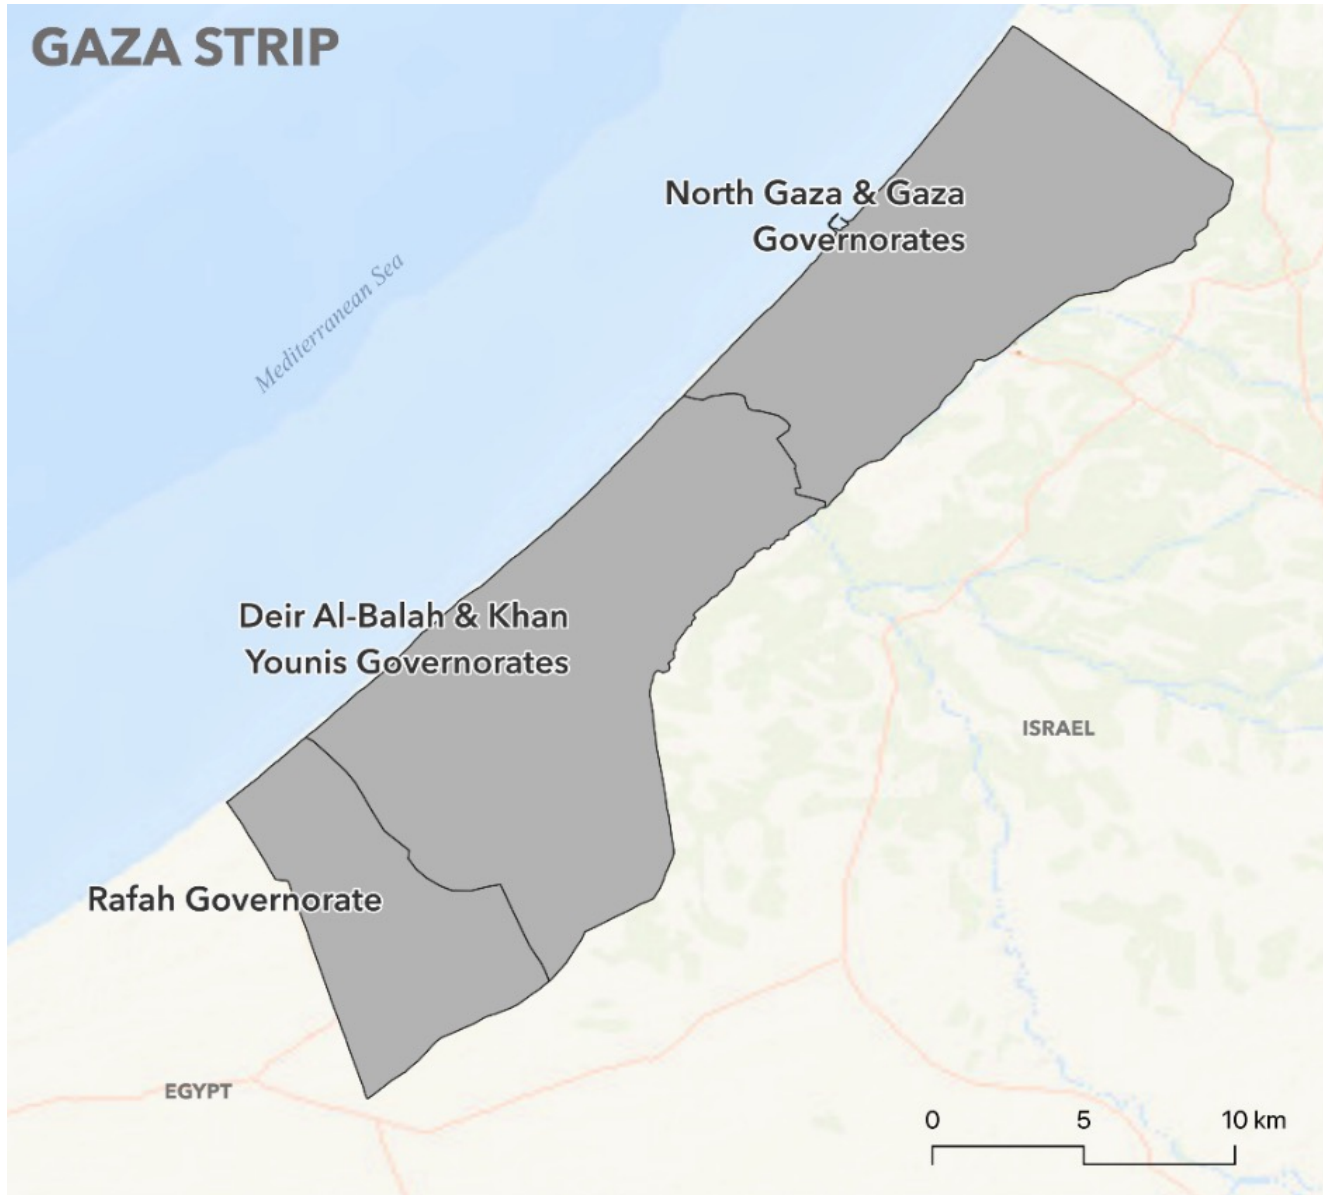 GAZA STRIP
North Gaza & Gaza
Governorates
Mediterranean Sea
Deir Al-Balah & Khan
Younis Governorates
ISRAEL
Rafah Governorate
EGYPT
0 5 10 km